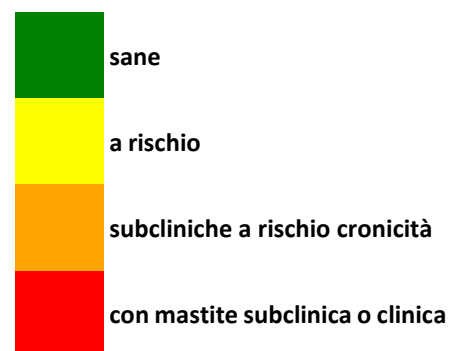 sane
a rischio
subcliniche a rischio cronicità
con mastite subclinica o clinica